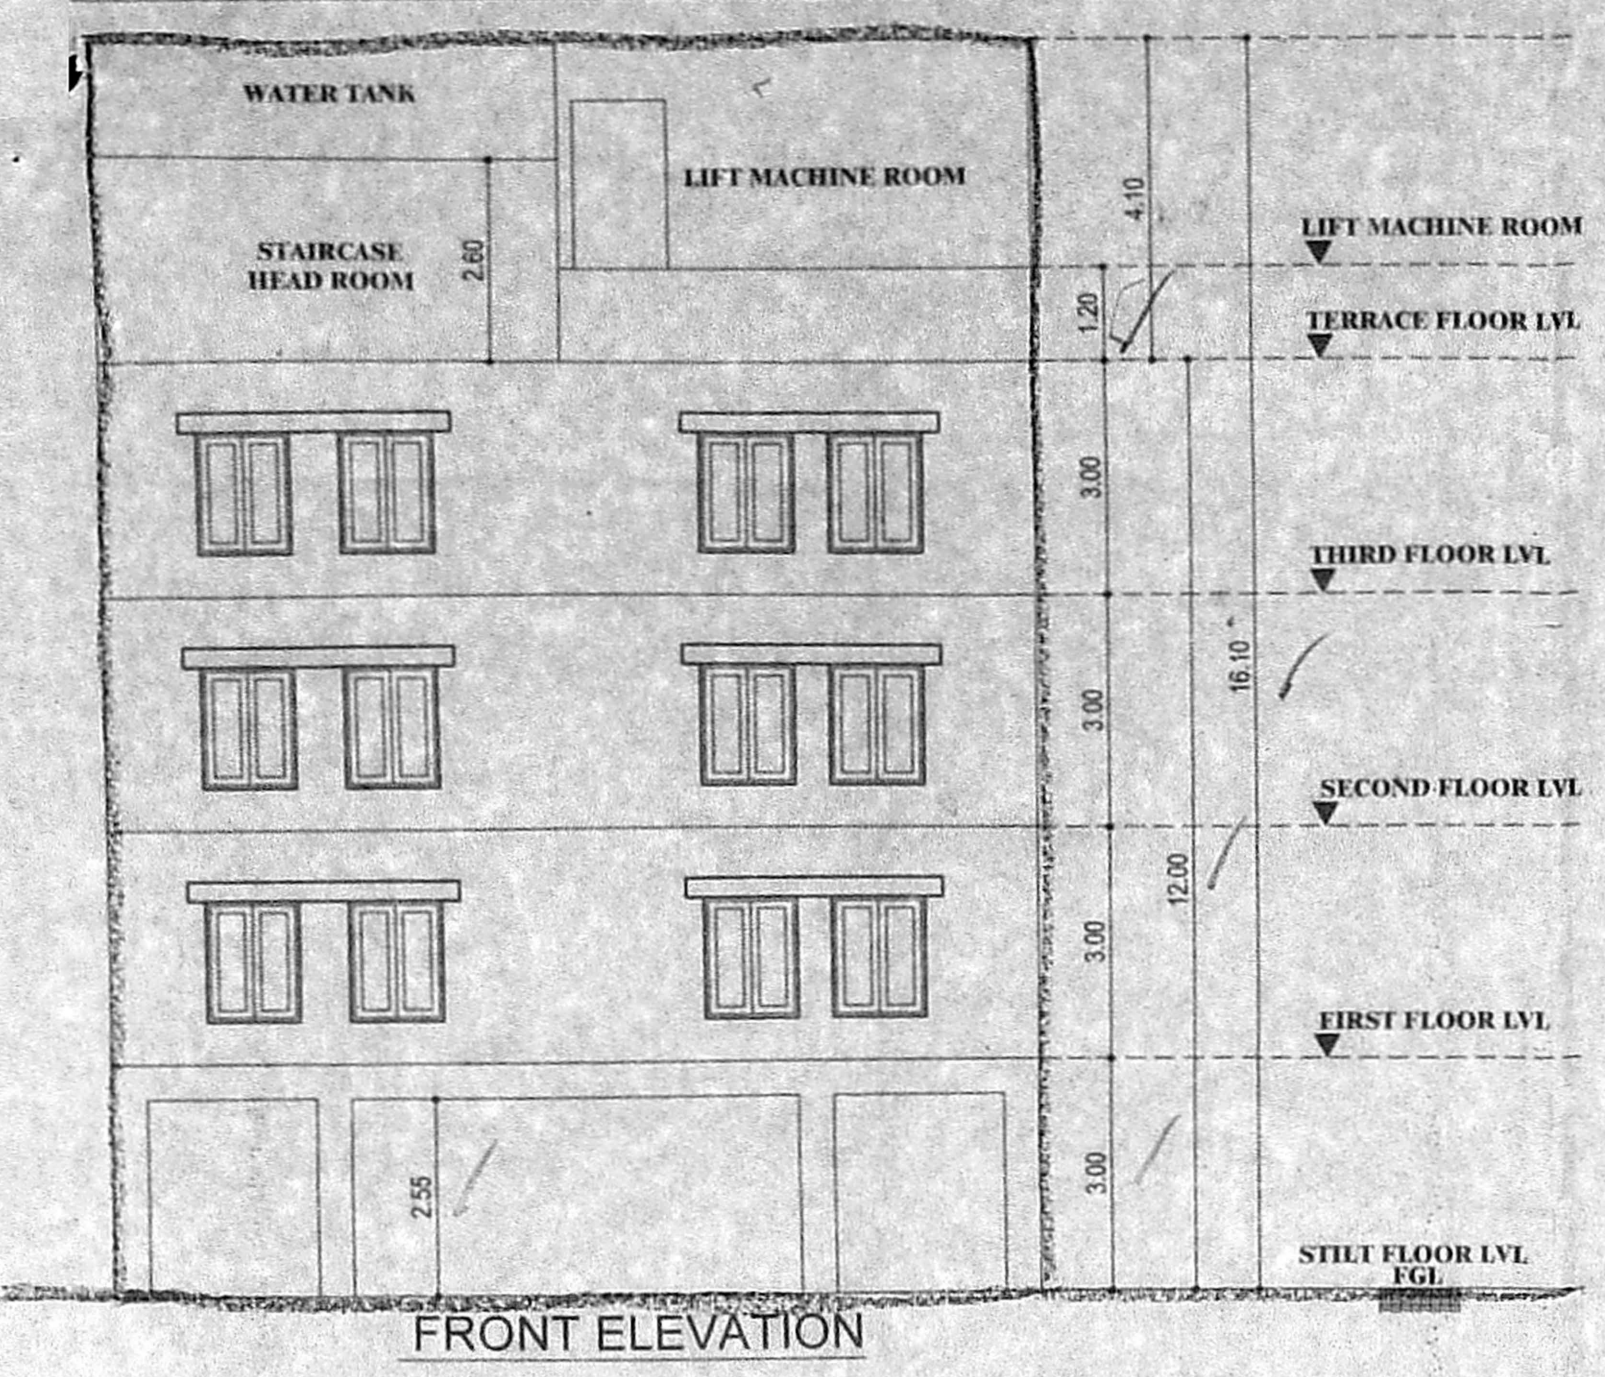 WATER TANK
LIFT MACHINE ROOM
STAIRCASE
HEAD ROOM
2.60
4.10
1.20
LIFT MACHINE ROOM
TERRACE FLOOR LVL
3.00
THIRD FLOOR LVL
3.00
16.10
SECOND FLOOR LVL
12.00
3.00
FIRST FLOOR LVL
2.55
3.00
STILT FLOOR LVL
FGL
FRONT ELEVATION